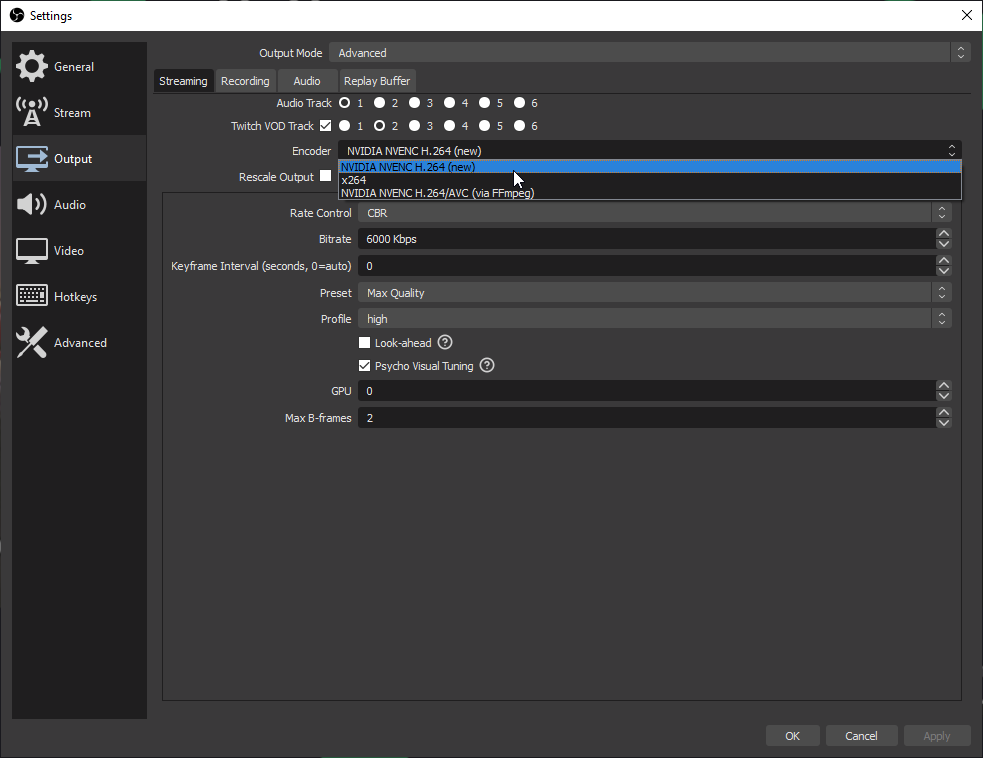 Settings
General
Stream
Output
Audio
Video
Hotkeys
Advanced
Output Mode Advanced
Streaming Recording Audio Replay Buffer
Audio Track 1 2 3 4 5 6
Twitch VOD Track 1 2 3 4 5 6
Encoder NVIDIA NVENC H.264 (new)
NVIDIA NVENC H.264 (new)
Rescale Output x264
NVIDIA NVENC H.264/AVC (via FFmpeg)
Rate Control CBR
Bitrate 6000 Kbps
Keyframe Interval (seconds, 0=auto) 0
Preset Max Quality
Profile high
Look-ahead ?
Psycho Visual Tuning ?
GPU 0
Max B-frames 2
OK Cancel Apply